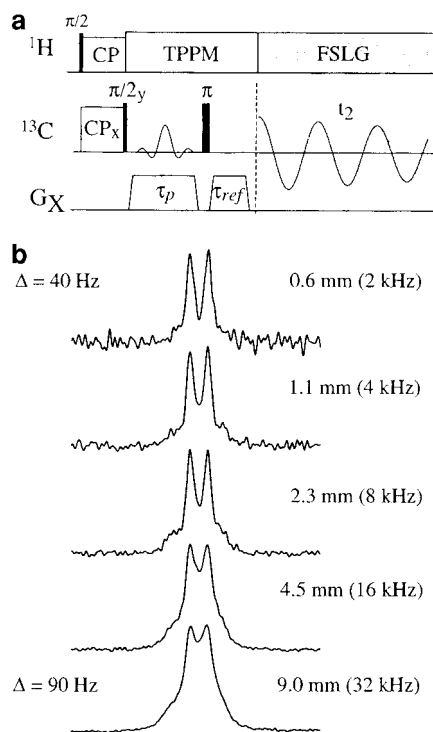 a
π/2
¹H CP TPPM FSLG
π/2y π
¹³C CPx t₂
Gx τp τref
b
Δ = 40 Hz 0.6 mm (2 kHz)
1.1 mm (4 kHz)
2.3 mm (8 kHz)
4.5 mm (16 kHz)
Δ = 90 Hz 9.0 mm (32 kHz)